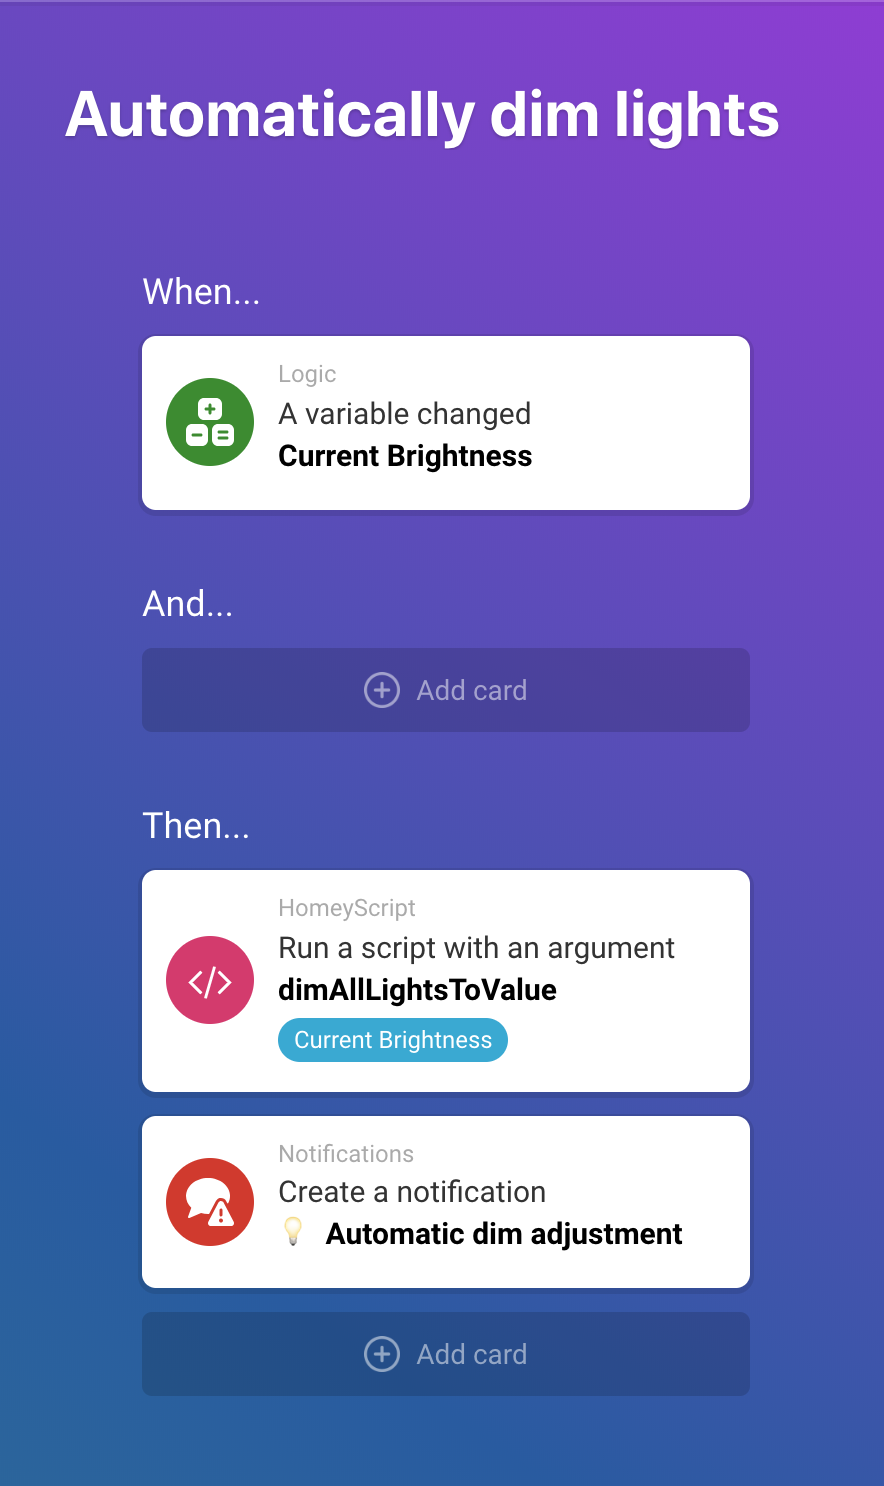 Automatically dim lights
When...
Logic
A variable changed
Current Brightness
And...
Add card
Then...
HomeyScript
Run a script with an argument
dimAllLightsToValue
Current Brightness
Notifications
Create a notification
💡 Automatic dim adjustment
Add card